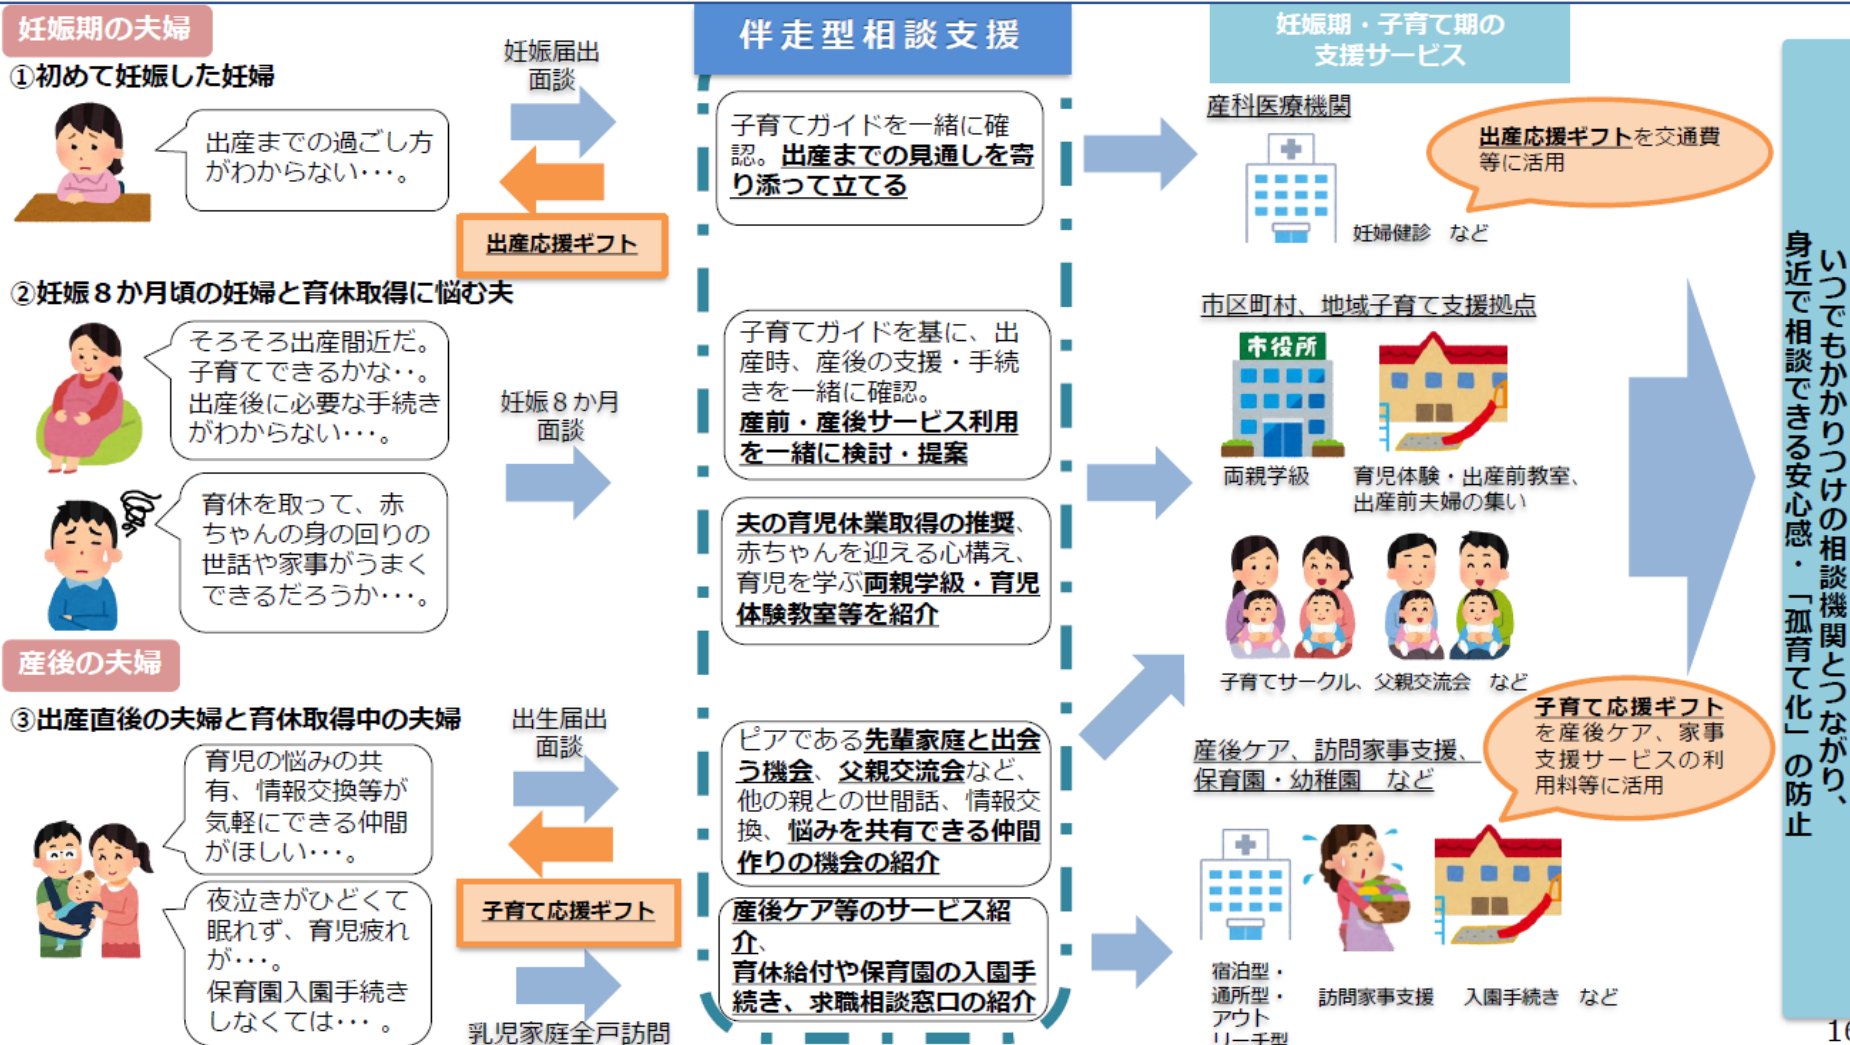 妊娠期の夫婦
①初めて妊娠した妊婦
出産までの過ごし方
がわからない・・・。
妊娠届出
面談
出産応援ギフト
②妊娠８か月頃の妊婦と育休取得に悩む夫
そろそろ出産間近だ。
子育てできるかな・・。
出産後に必要な手続き
がわからない・・・。
育休を取って、赤
ちゃんの身の回りの
世話や家事がうまく
できるだろうか・・・。
妊娠８か月
面談
産後の夫婦
③出産直後の夫婦と育休取得中の夫婦
育児の悩みの共
有、情報交換等が
気軽にできる仲間
がほしい・・・。
夜泣きがひどくて
眠れず、育児疲れ
が・・・。
保育園入園手続き
しなくては・・・ 。
出生届出
面談
子育て応援ギフト
乳児家庭全戸訪問
伴走型相談支援
子育てガイドを一緒に確
認。出産までの見通しを寄
り添って立てる
子育てガイドを基に、出
産時、産後の支援・手続
きを一緒に確認。
産前・産後サービス利用
を一緒に検討・提案
夫の育児休業取得の推奨、
赤ちゃんを迎える心構え、
育児を学ぶ両親学級・育児
体験教室等を紹介
ピアである先輩家庭と出会
う機会、父親交流会など、
他の親との世間話、情報交
換、悩みを共有できる仲間
作りの機会の紹介
産後ケア等のサービス紹
介、
育休給付や保育園の入園手
続き、求職相談窓口の紹介
妊娠期・子育て期の
支援サービス
産科医療機関
出産応援ギフトを交通費
等に活用
妊婦健診　など
市区町村、地域子育て支援拠点
市役所
両親学級
育児体験・出産前教室、
出産前夫婦の集い
子育てサークル、父親交流会　など
産後ケア、訪問家事支援、
保育園・幼稚園　など
子育て応援ギフト
を産後ケア、家事
支援サービスの利
用料等に活用
宿泊型・
通所型・
アウト
リーチ型
訪問家事支援
入園手続き　など
いつでもかかりつけの相談機関とつながり、
身近で相談できる安心感・「孤育て化」の防止
16